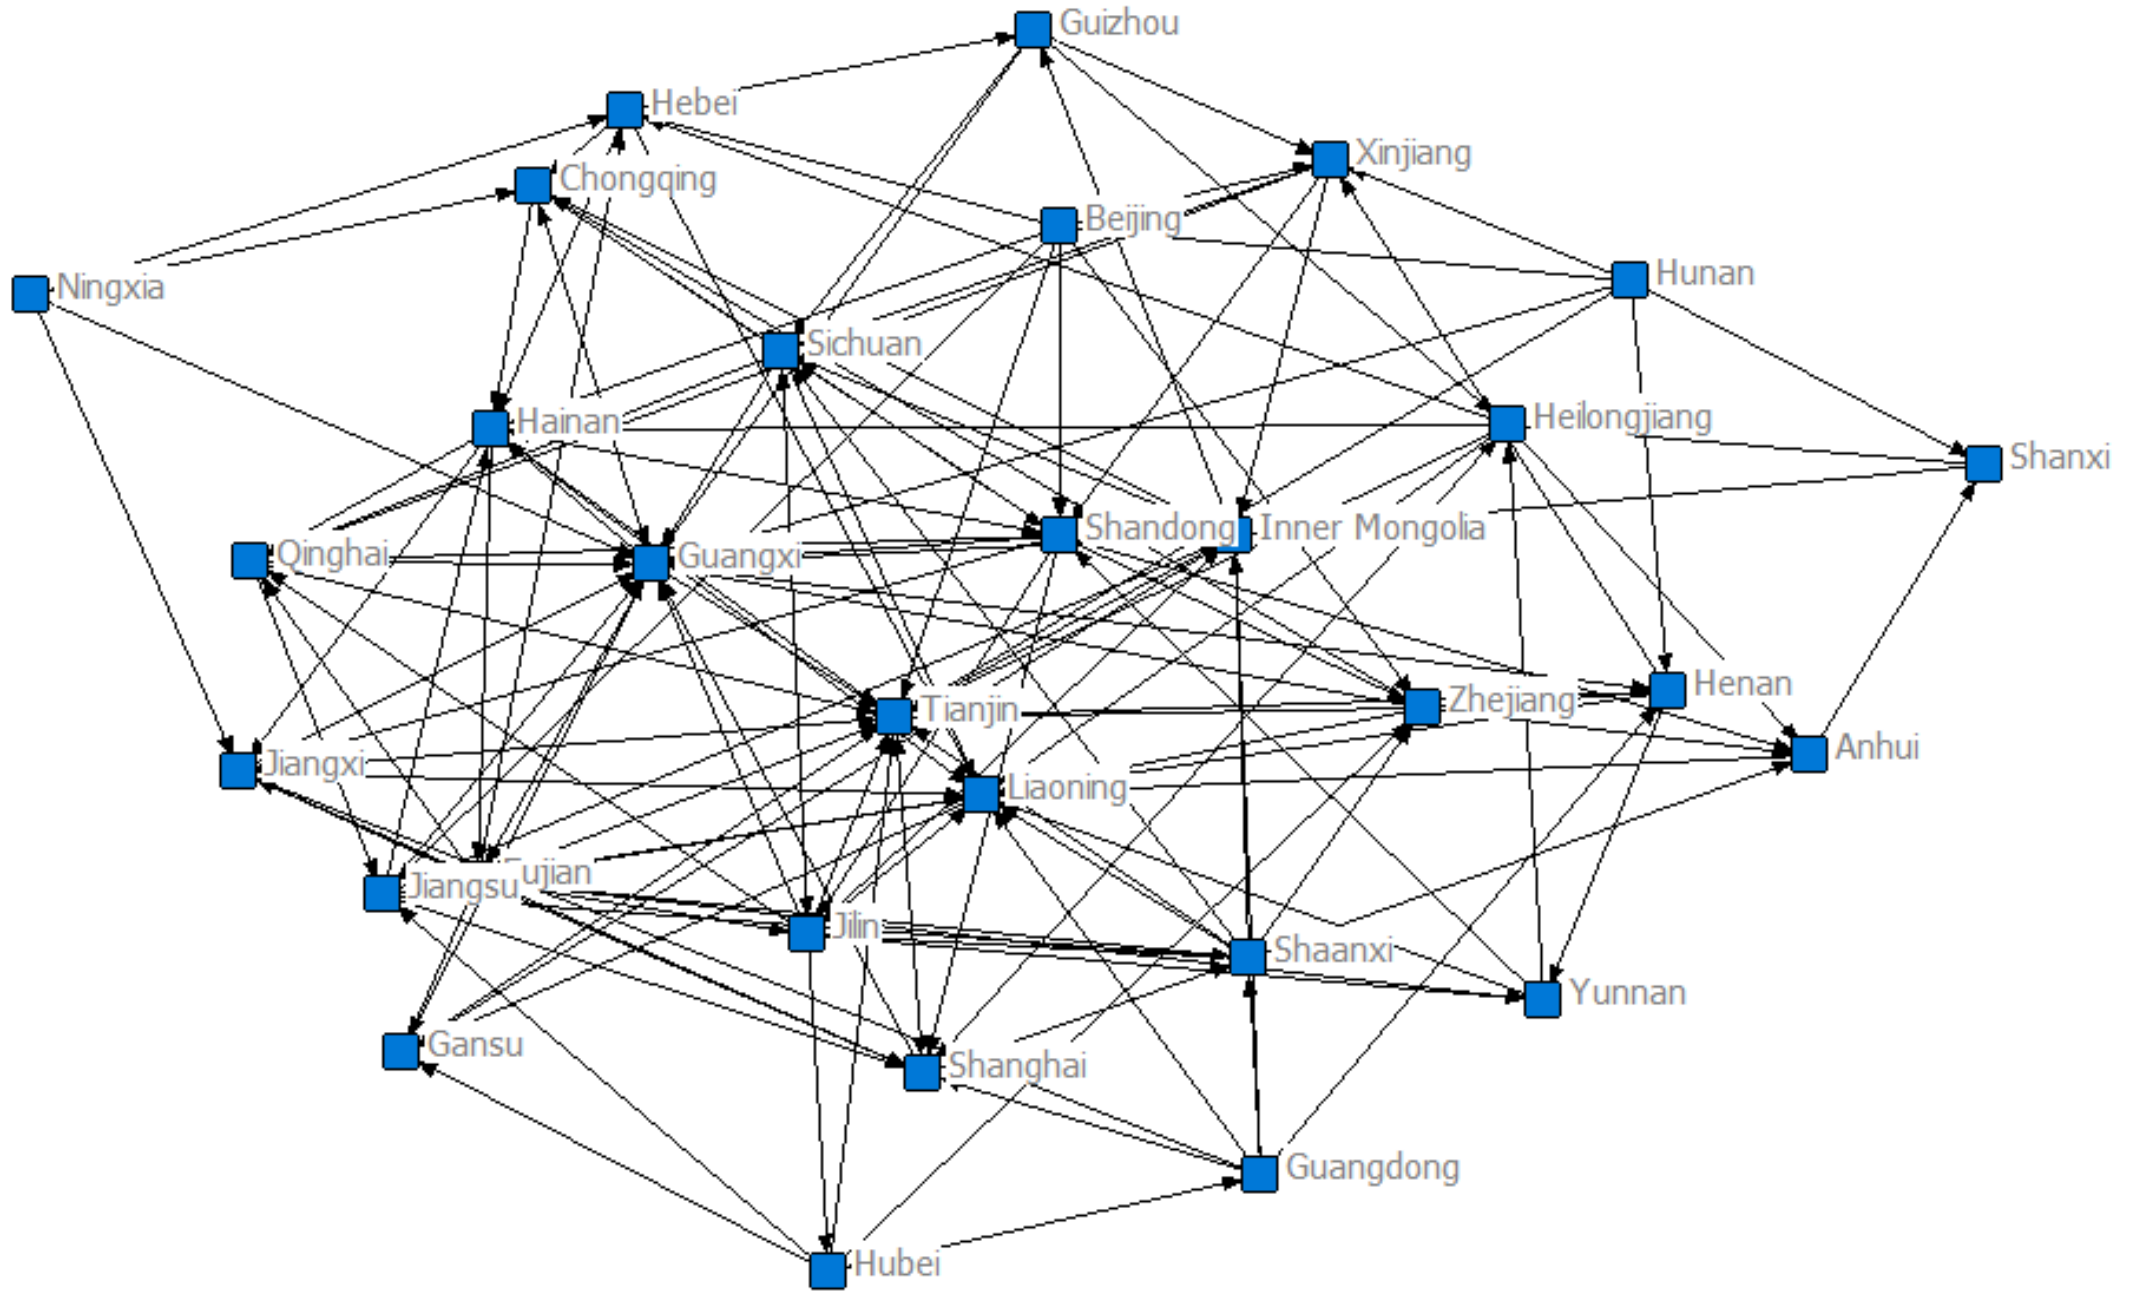 Guizhou
Hebei
Xinjiang
Chongqing
Beijing
Hunan
Ningxia
Sichuan
Heilongjiang
Hainan
Shanxi
Shandong
Inner Mongolia
Qinghai
Guangxi
Henan
Zhejiang
Tianjin
Anhui
Jiangxi
Liaoning
ujian
Jiangsu
Jilin
Shaanxi
Yunnan
Gansu
Shanghai
Guangdong
Hubei